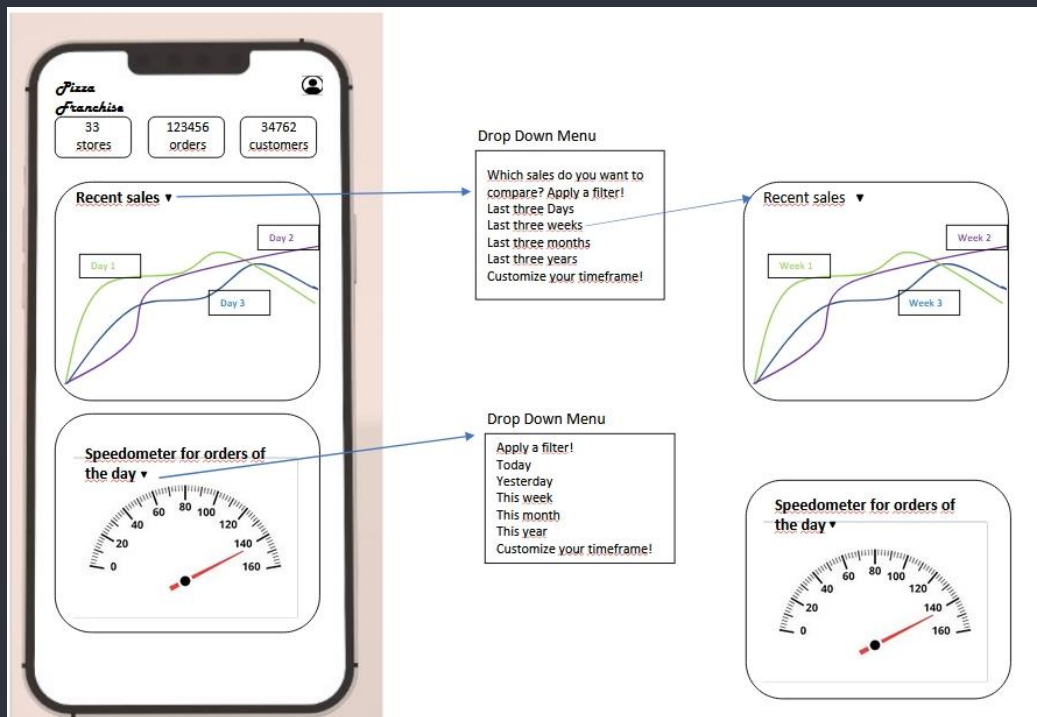 Pizza
Franchise
33
stores
123456
orders
34762
customers
Recent sales ▼
Day 2
Day 1
Day 3
Speedometer for orders of
the day ▼
0
20
40
60
80
100
120
140
160
Drop Down Menu
Which sales do you want to
compare? Apply a filter!
Last three Days
Last three weeks
Last three months
Last three years
Customize your timeframe!
Drop Down Menu
Apply a filter!
Today
Yesterday
This week
This month
This year
Customize your timeframe!
Recent sales ▼
Week 2
Week 1
Week 3
Speedometer for orders of
the day ▼
0
20
40
60
80
100
120
140
160